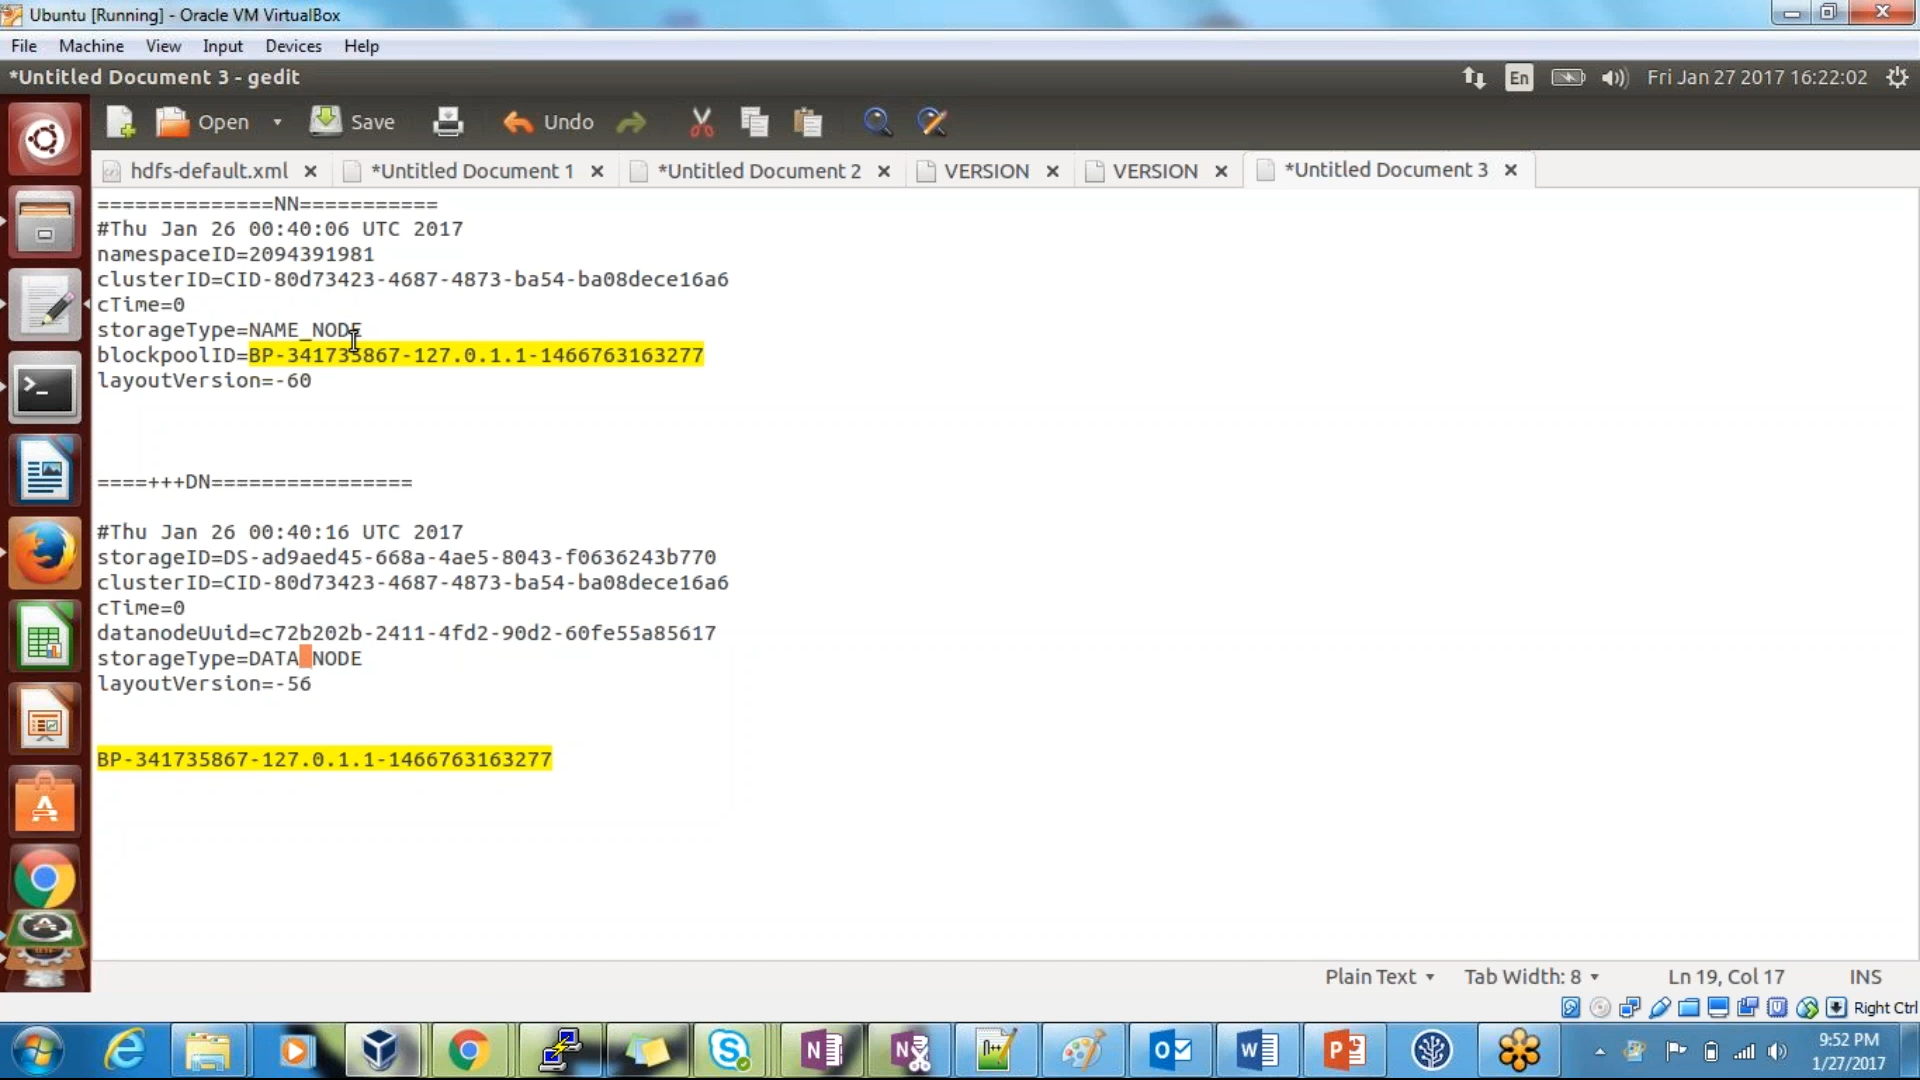 Ubuntu [Running] - Oracle VM VirtualBox
File Machine View Input Devices Help
*Untitled Document 3 - gedit
En
Fri Jan 27 2017 16:22:02
Open Save Undo
hdfs-default.xml *Untitled Document 1 *Untitled Document 2 VERSION VERSION *Untitled Document 3
==============NN===========
#Thu Jan 26 00:40:06 UTC 2017
namespaceID=2094391981
clusterID=CID-80d73423-4687-4873-ba54-ba08dece16a6
cTime=0
storageType=NAME_NODE
blockpoolID=BP-341735867-127.0.1.1-1466763163277
layoutVersion=-60
====+++DN================
#Thu Jan 26 00:40:16 UTC 2017
storageID=DS-ad9aed45-668a-4ae5-8043-f0636243b770
clusterID=CID-80d73423-4687-4873-ba54-ba08dece16a6
cTime=0
datanodeUuid=c72b202b-2411-4fd2-90d2-60fe55a85617
storageType=DATA NODE
layoutVersion=-56
BP-341735867-127.0.1.1-1466763163277
Plain Text Tab Width: 8 Ln 19, Col 17 INS
Right Ctrl
9:52 PM
1/27/2017